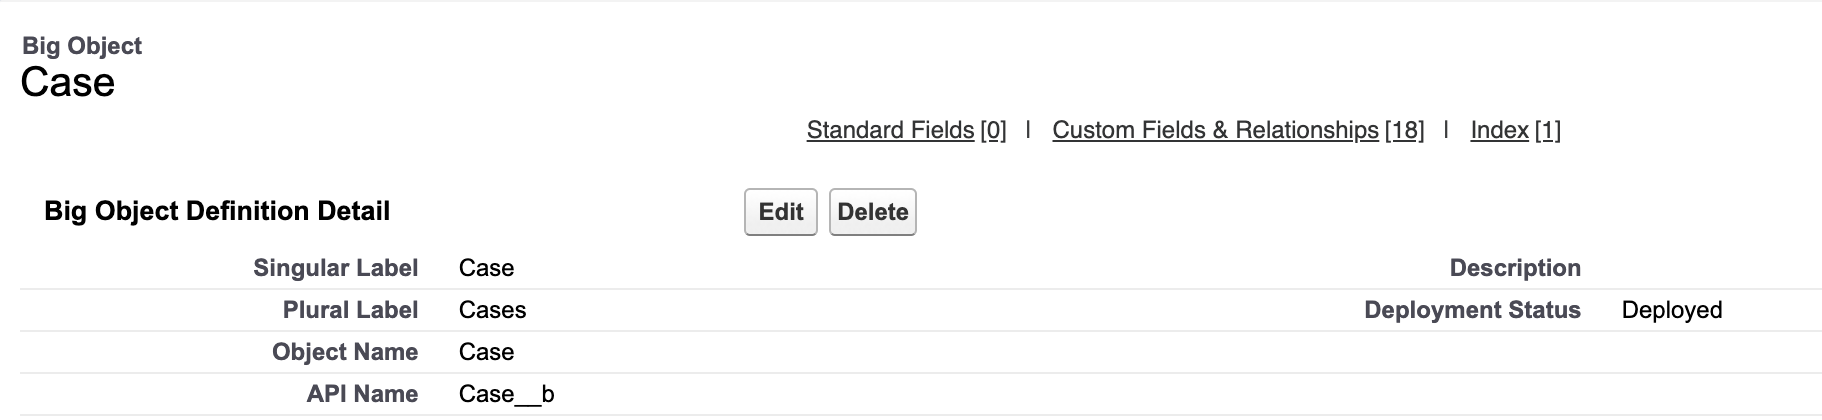 Big Object
Case
Standard Fields [0] | Custom Fields & Relationships [18] | Index [1]
Big Object Definition Detail Edit Delete
Singular Label Case Description
Plural Label Cases Deployment Status Deployed
Object Name Case
API Name Case__b